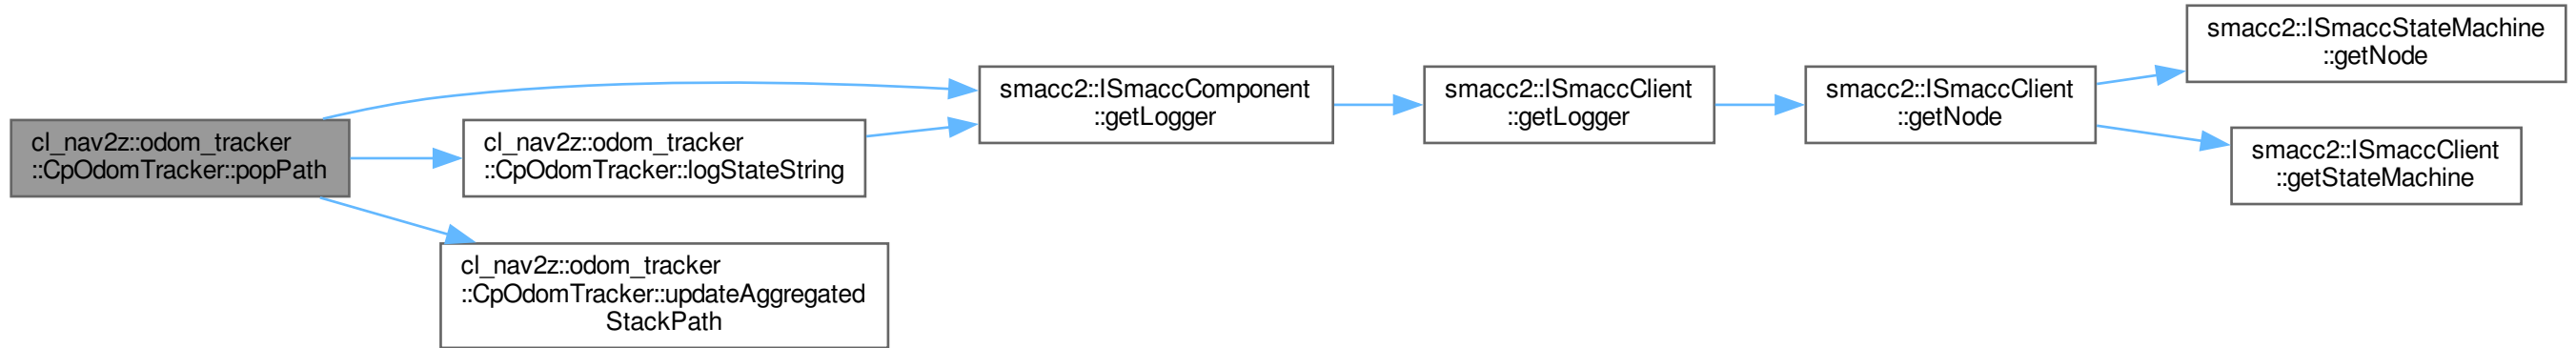 cl_nav2z::odom_tracker
::CpOdomTracker::popPath
cl_nav2z::odom_tracker
::CpOdomTracker::logStateString
cl_nav2z::odom_tracker
::CpOdomTracker::updateAggregated
StackPath
smacc2::ISmaccComponent
::getLogger
smacc2::ISmaccClient
::getLogger
smacc2::ISmaccClient
::getNode
smacc2::ISmaccStateMachine
::getNode
smacc2::ISmaccClient
::getStateMachine